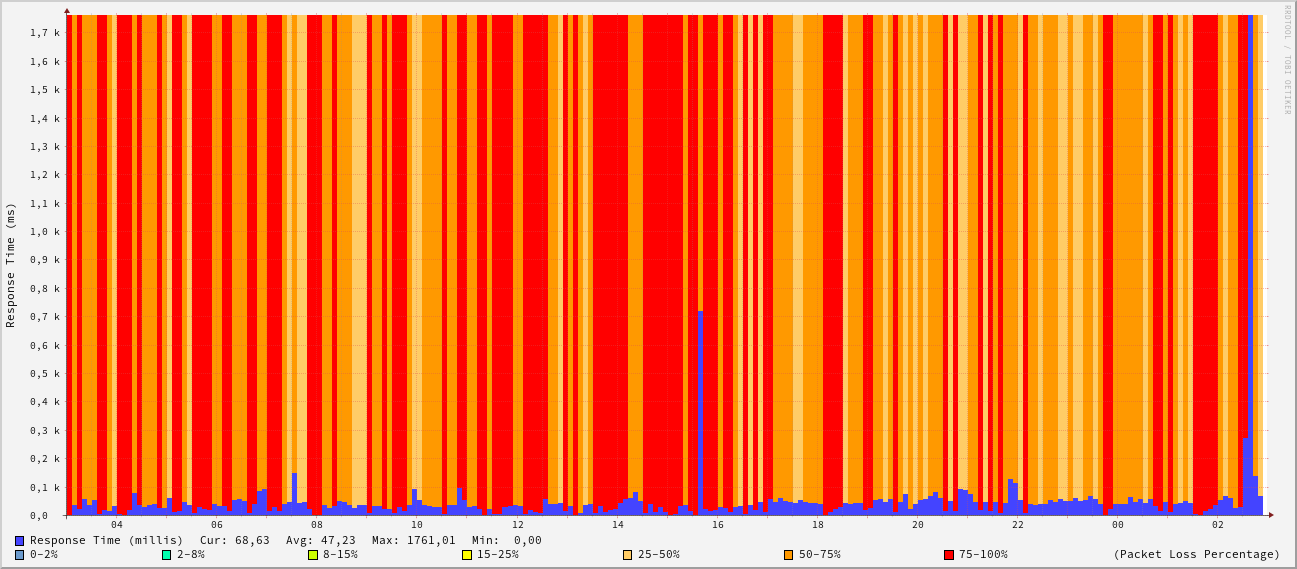 1,7 k
1,6 k
1,5 k
1,4 k
1,3 k
1,2 k
1,1 k
1,0 k
0,9 k
0,8 k
0,7 k
0,6 k
0,5 k
0,4 k
0,3 k
0,2 k
0,1 k
0,0
Response Time (ms)
RRDTOOL / TOBI OETIKER
04 06 08 10 12 14 16 18 20 22 00 02
Response Time (millis) Cur: 68,63 Avg: 47,23 Max: 1761,01 Min: 0,00
0-2% 2-8% 8-15% 15-25% 25-50% 50-75% 75-100% (Packet Loss Percentage)